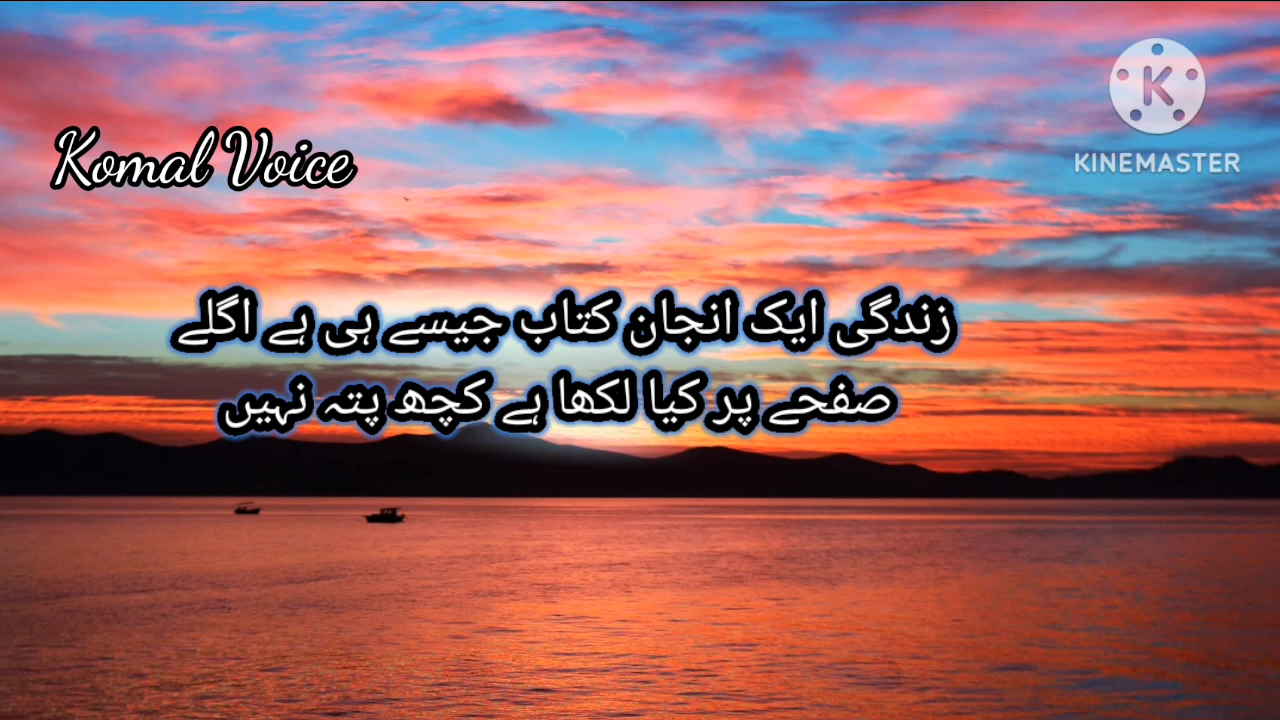 K
KINEMASTER
Komal Voice
زندگی ایک انجان کتاب جیسے ہی ہے اگلے
صفحے پر کیا لکھا ہے کچھ پتہ نہیں